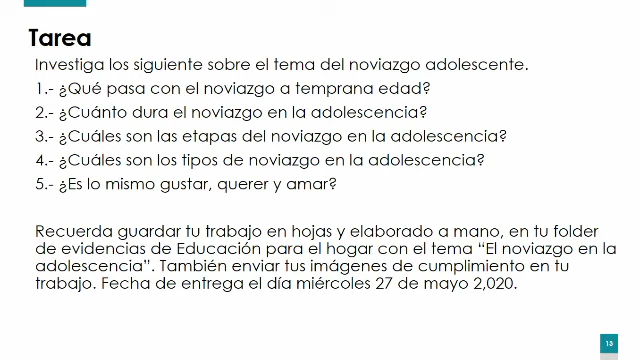 Tarea
Investiga los siguiente sobre el tema del noviazgo adolescente.
1.- ¿Qué pasa con el noviazgo a temprana edad?
2.- ¿Cuánto dura el noviazgo en la adolescencia?
3.- ¿Cuáles son las etapas del noviazgo en la adolescencia?
4.- ¿Cuáles son los tipos de noviazgo en la adolescencia?
5.- ¿Es lo mismo gustar, querer y amar?
Recuerda guardar tu trabajo en hojas y elaborado a mano, en tu folder
de evidencias de Educación para el hogar con el tema “El noviazgo en la
adolescencia”. También enviar tus imágenes de cumplimiento en tu
trabajo. Fecha de entrega el día miércoles 27 de mayo 2,020.
15